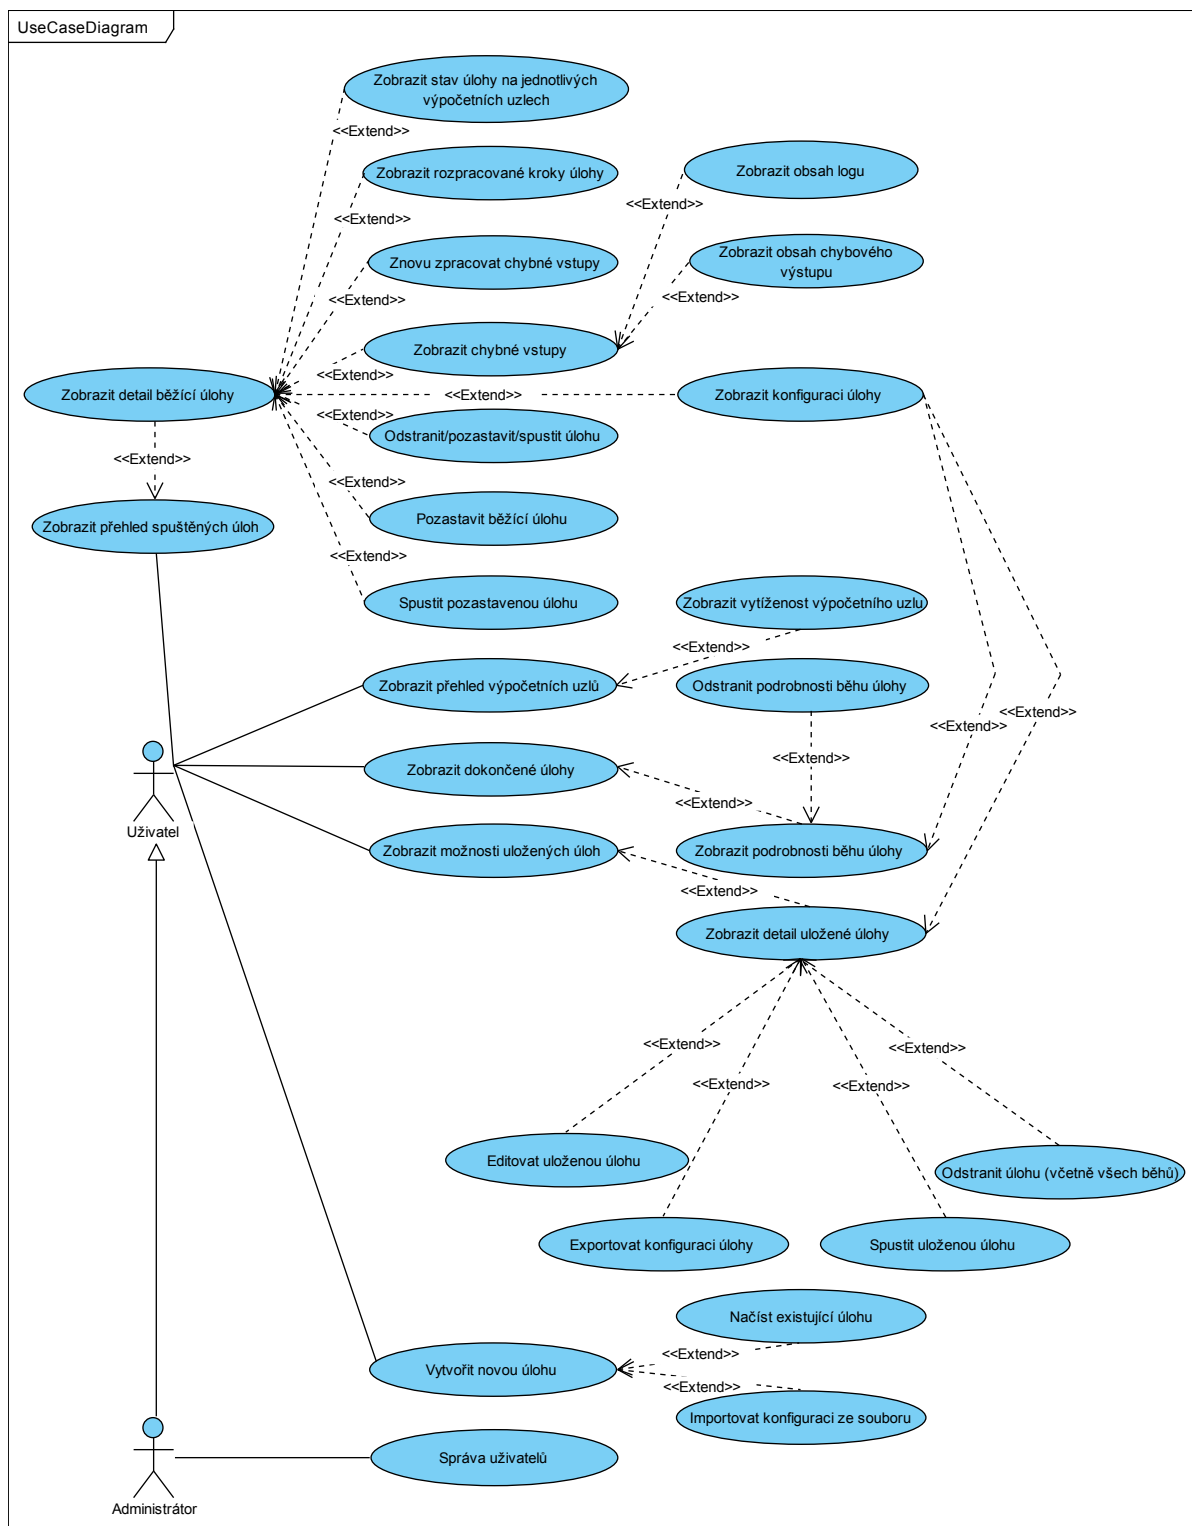 UseCaseDiagram
Zobrazit stav úlohy na jednotlivých
výpočetních uzlech
<<Extend>>
Zobrazit rozpracované kroky úlohy
Zobrazit obsah logu
<<Extend>>
<<Extend>>
Znovu zpracovat chybné vstupy
Zobrazit obsah chybového
výstupu
<<Extend>>
<<Extend>>
Zobrazit chybné vstupy
<<Extend>>
Zobrazit detail běžící úlohy
<<Extend>>
Zobrazit konfiguraci úlohy
<<Extend>>
Odstranit/pozastavit/spustit úlohu
<<Extend>>
<<Extend>>
Zobrazit přehled spuštěných úloh
Pozastavit běžící úlohu
<<Extend>>
Spustit pozastavenou úlohu
Zobrazit vytíženost výpočetního uzlu
<<Extend>>
Zobrazit přehled výpočetních uzlů
Odstranit podrobnosti běhu úlohy
<<Extend>>
<<Extend>>
<<Extend>>
Zobrazit dokončené úlohy
<<Extend>>
Uživatel
Zobrazit možnosti uložených úloh
Zobrazit podrobnosti běhu úlohy
<<Extend>>
Zobrazit detail uložené úlohy
<<Extend>>
<<Extend>>
<<Extend>>
<<Extend>>
Editovat uloženou úlohu
Odstranit úlohu (včetně všech běhů)
Exportovat konfiguraci úlohy
Spustit uloženou úlohu
Načíst existující úlohu
<<Extend>>
Vytvořit novou úlohu
<<Extend>>
Importovat konfiguraci ze souboru
Správa uživatelů
Administrátor